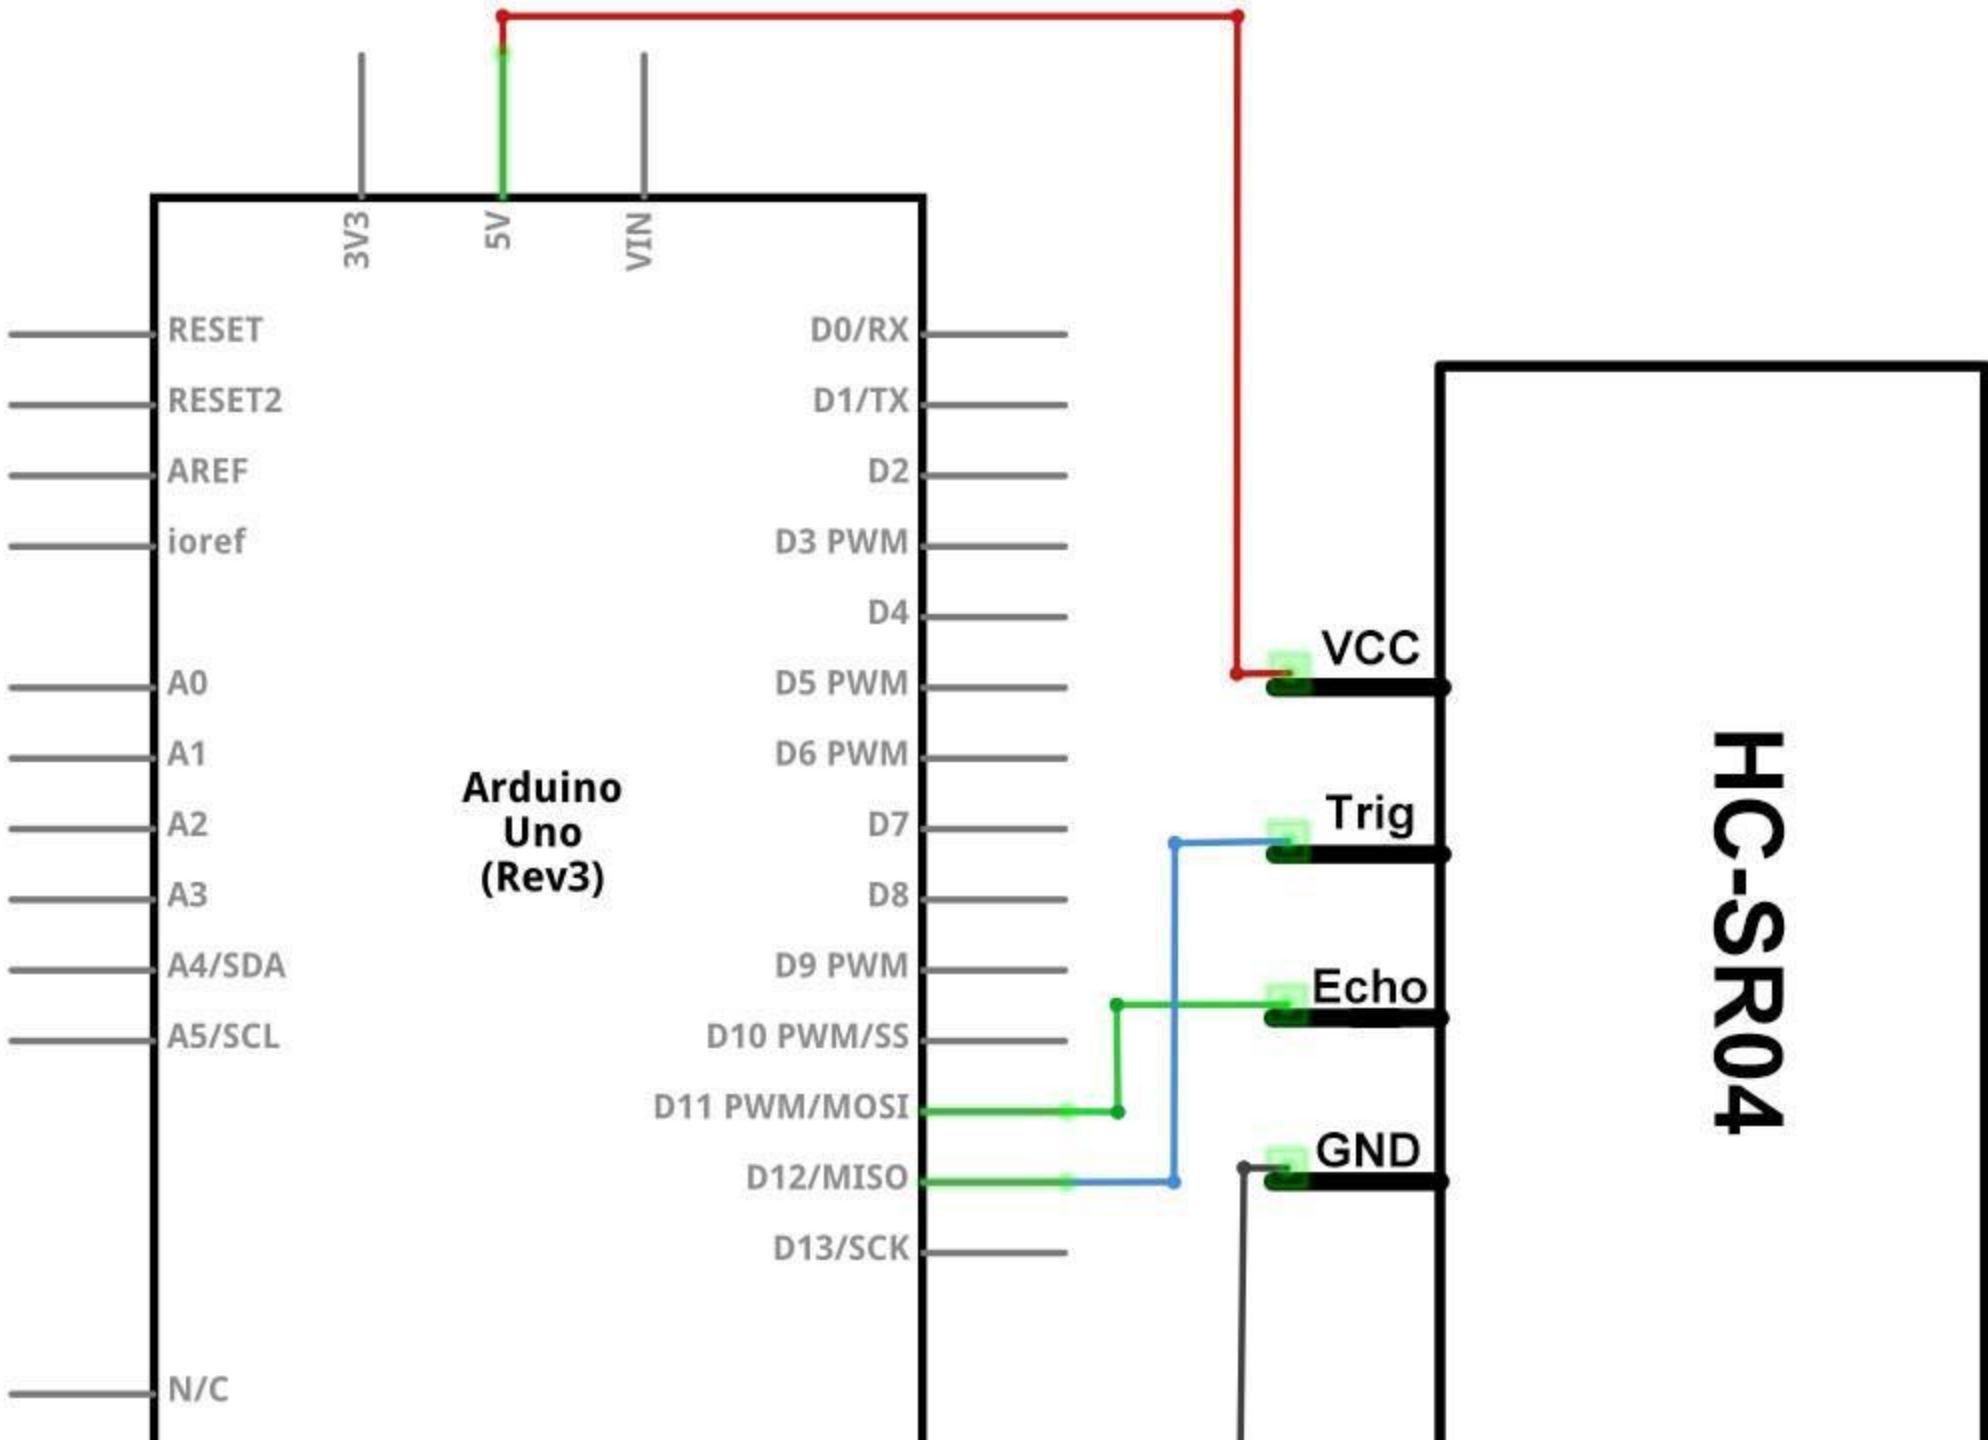 3V3
5V
VIN
RESET
RESET2
AREF
ioref
A0
A1
A2
A3
A4/SDA
A5/SCL
N/C
Arduino
Uno
(Rev3)
D0/RX
D1/TX
D2
D3 PWM
D4
D5 PWM
D6 PWM
D7
D8
D9 PWM
D10 PWM/SS
D11 PWM/MOSI
D12/MISO
D13/SCK
VCC
Trig
Echo
GND
HC-SR04